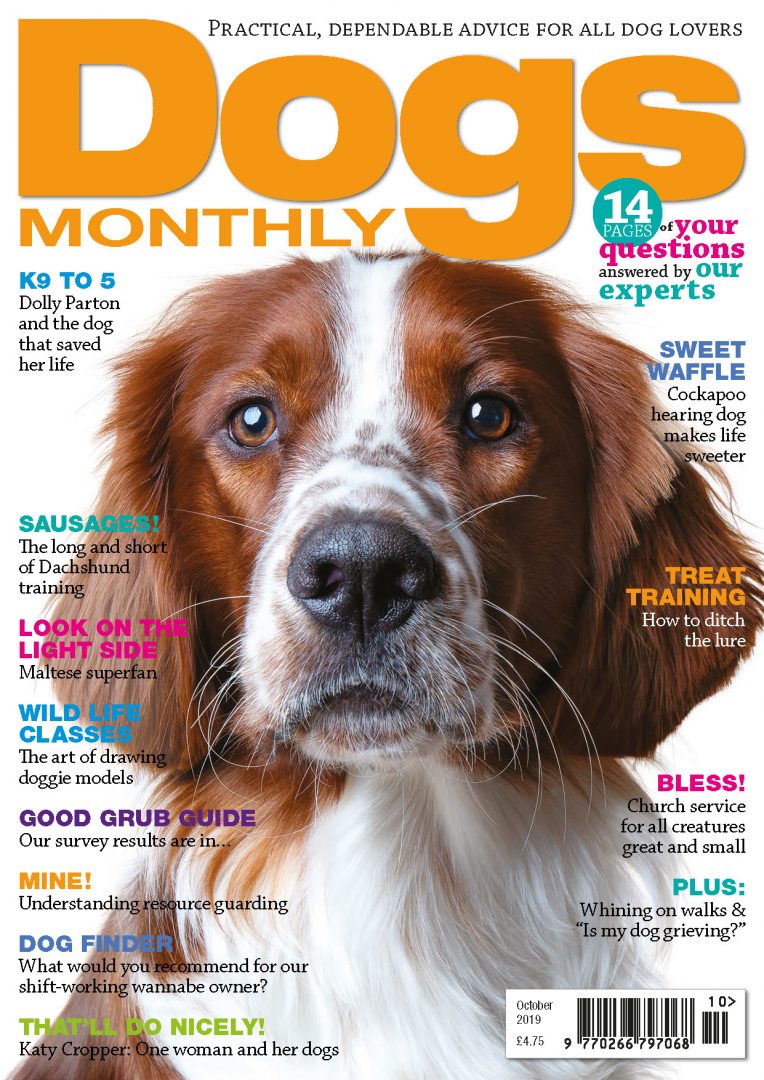 PRACTICAL, DEPENDABLE ADVICE FOR ALL DOG LOVERS
Dogs
MONTHLY
14
PAGES of your
questions
answered by our
experts
K9 TO 5
Dolly Parton
and the dog
that saved
her life
SWEET
WAFFLE
Cockapoo
hearing dog
makes life
sweeter
SAUSAGES!
The long and short
of Dachshund
training
TREAT
TRAINING
How to ditch
the lure
LOOK ON THE
LIGHT SIDE
Maltese superfan
WILD LIFE
CLASSES
The art of drawing
doggie models
BLESS!
Church service
for all creatures
great and small
GOOD GRUB GUIDE
Our survey results are in...
MINE!
Understanding resource guarding
PLUS:
Whining on walks &
“Is my dog grieving?”
DOG FINDER
What would you recommend for our
shift-working wannabe owner?
THAT'LL DO NICELY!
Katy Cropper: One woman and her dogs
October
2019
£4.75
10>
9 770266 797068